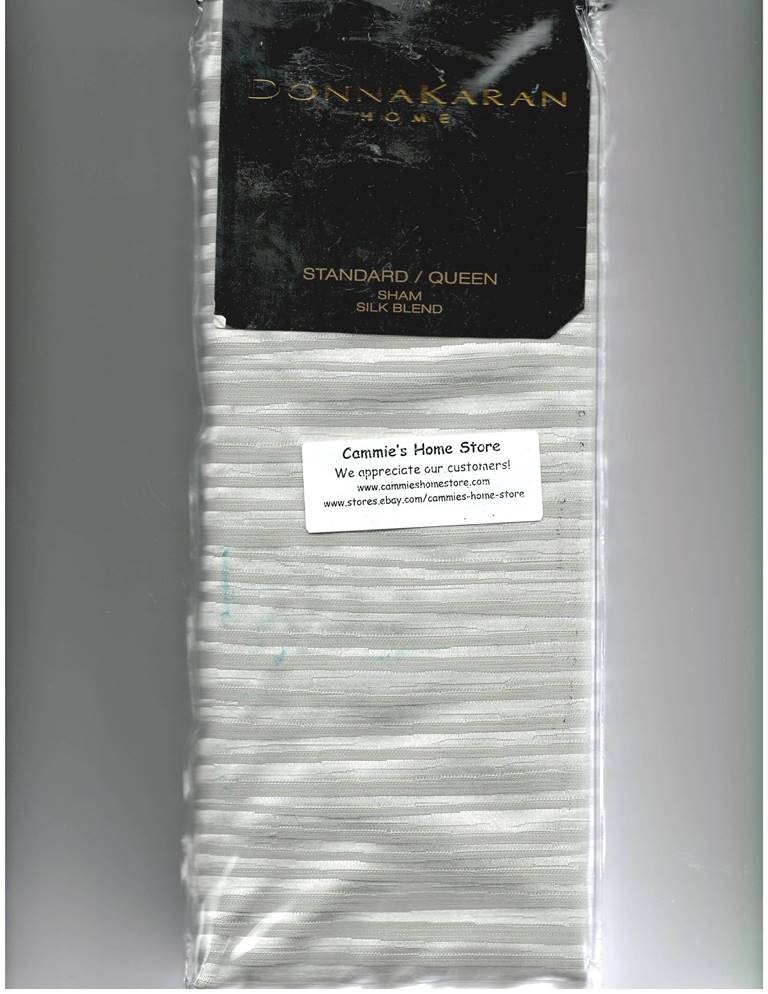 DONNAKARAN
HOME
STANDARD / QUEEN
SHAM
SILK BLEND
Cammie's Home Store
We appreciate our customers!
www.cammieshomestore.com
www.stores.ebay.com/cammies-home-store